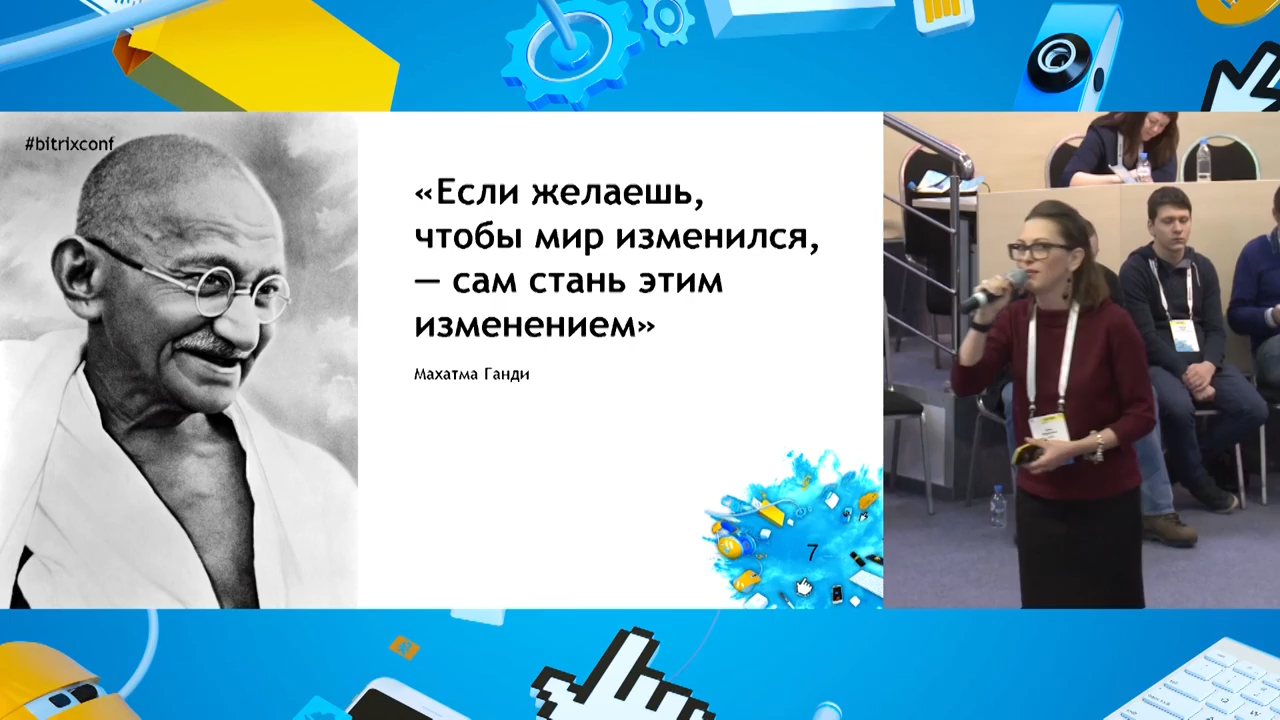 #bitrixconf
«Если желаешь,
чтобы мир изменился,
— сам стань этим
изменением»
Махатма Ганди
7